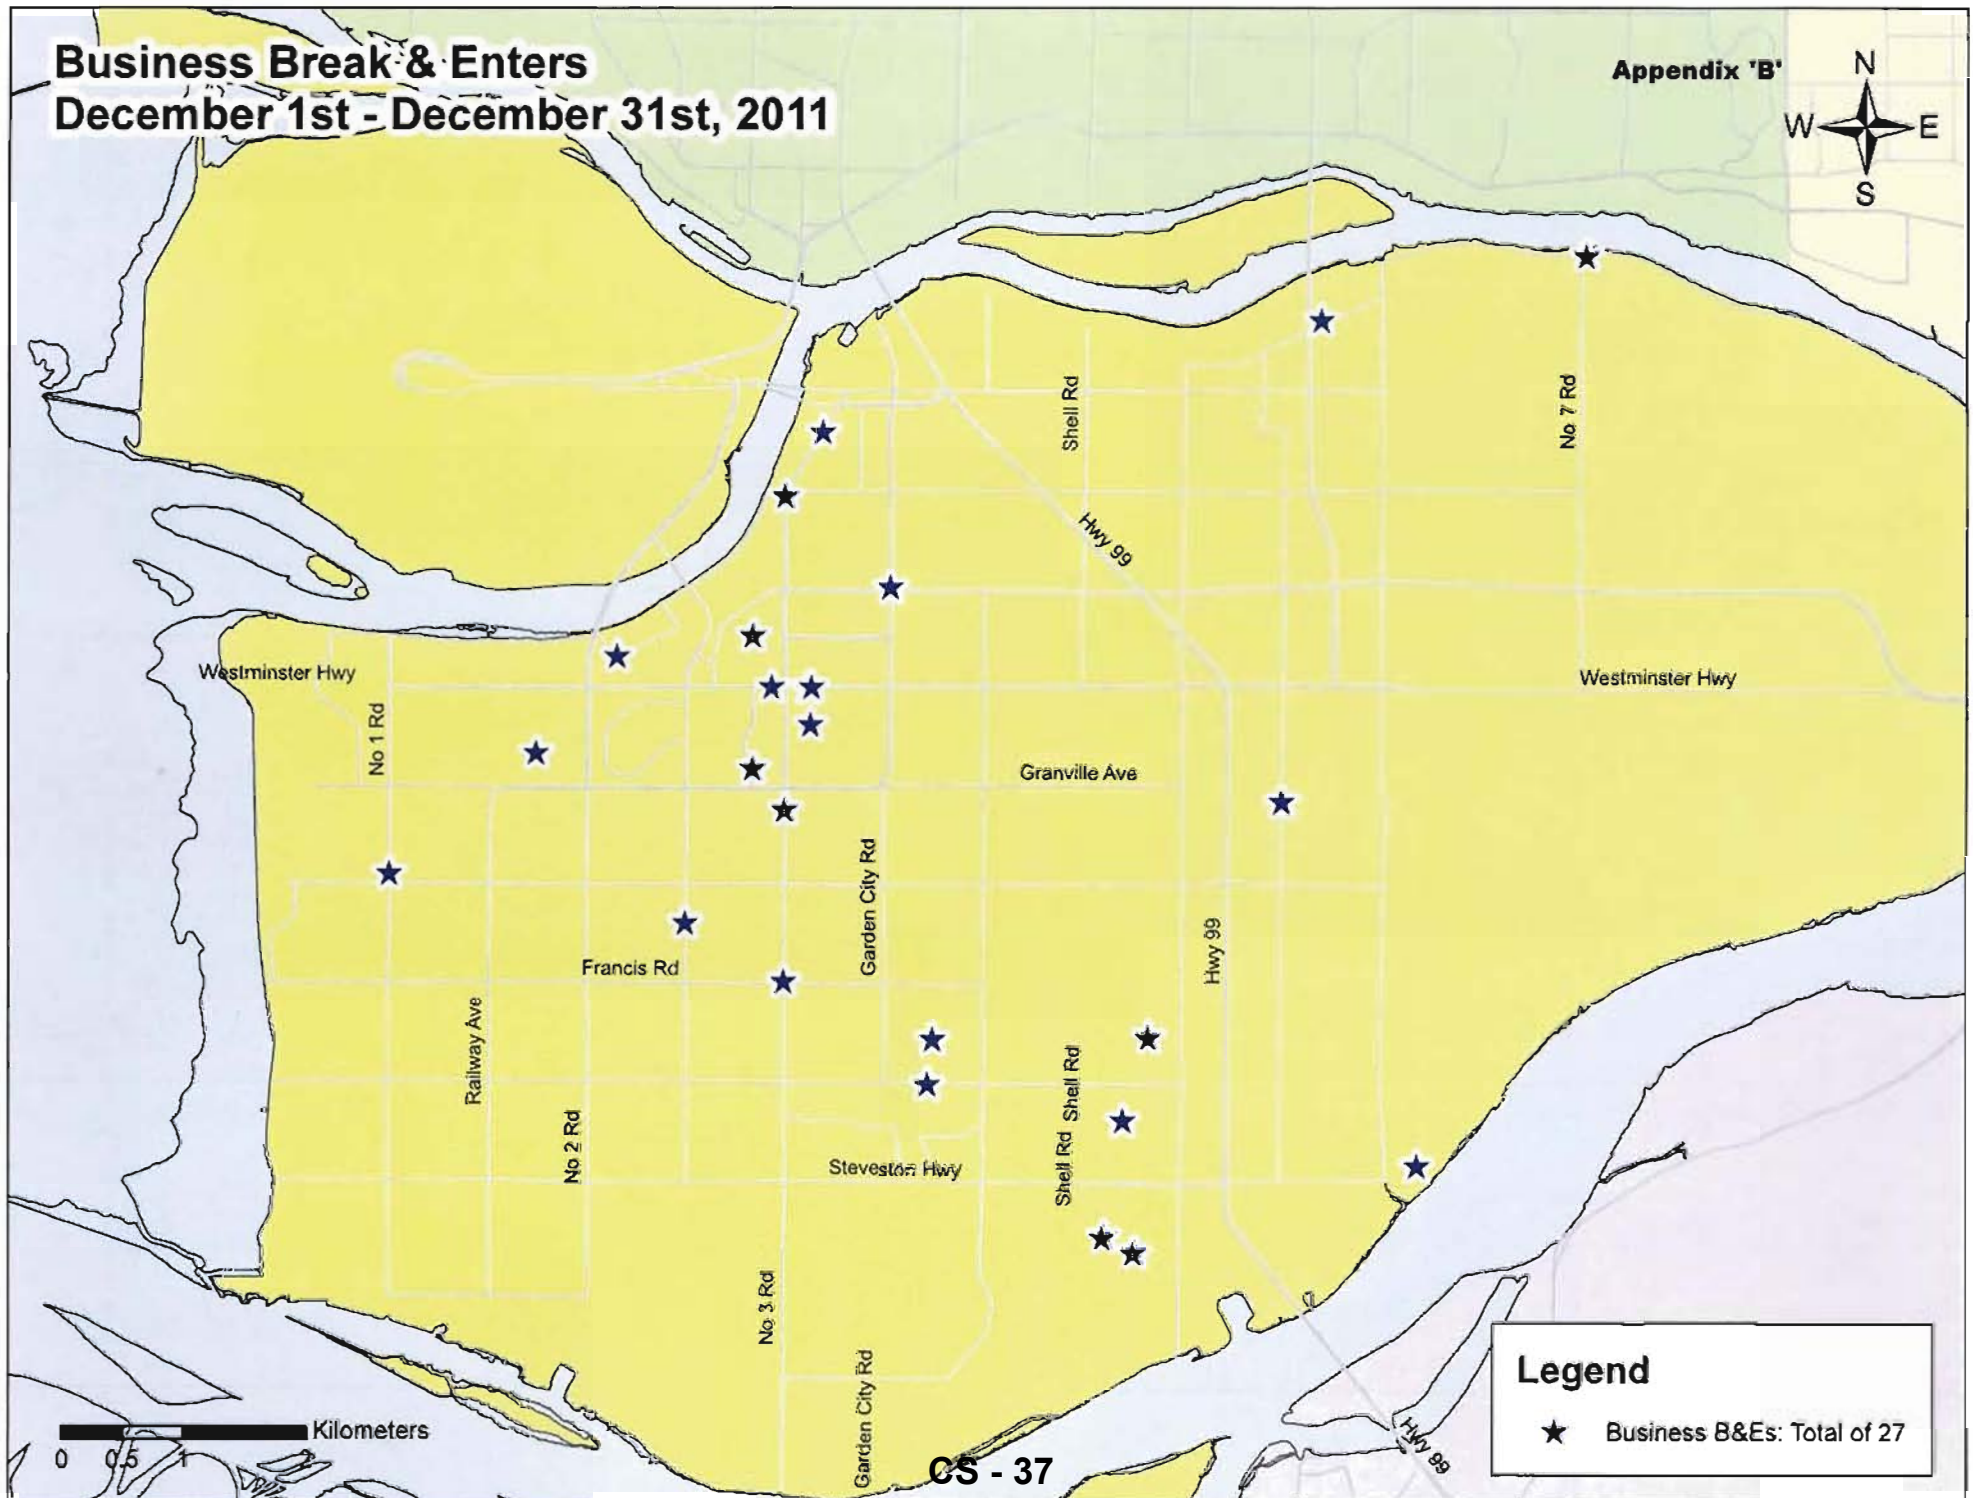 Business Break & Enters
December 1st - December 31st, 2011
Appendix 'B'
N
W E
S
Shell Rd
No 7 Rd
Hwy 99
Westminster Hwy
Westminster Hwy
No 1 Rd
Granville Ave
Garden City Rd
Hwy 99
Francis Rd
Railway Ave
Shell Rd
No 2 Rd
Shell Rd
Steveston Hwy
No 3 Rd
Garden City Rd
Legend
Business B&Es: Total of 27
Hwy 99
Kilometers
0 0.5 1 2
CS - 37